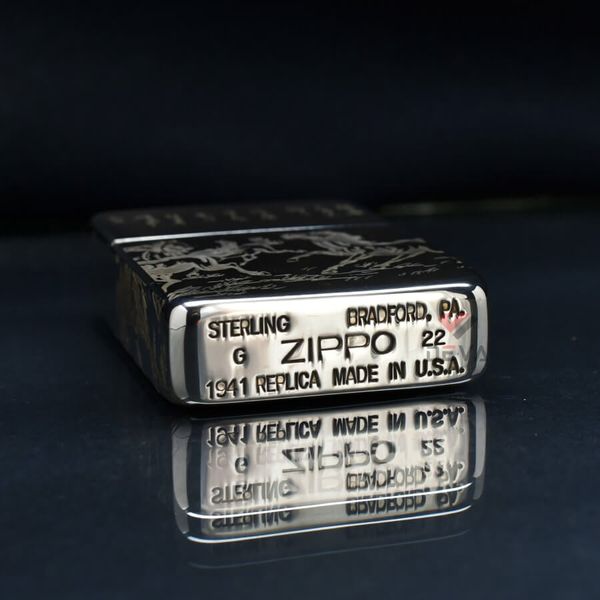 STERLING BRADFORD, PA.
G ZIPPO 22
1941 REPLICA MADE IN U.S.A.